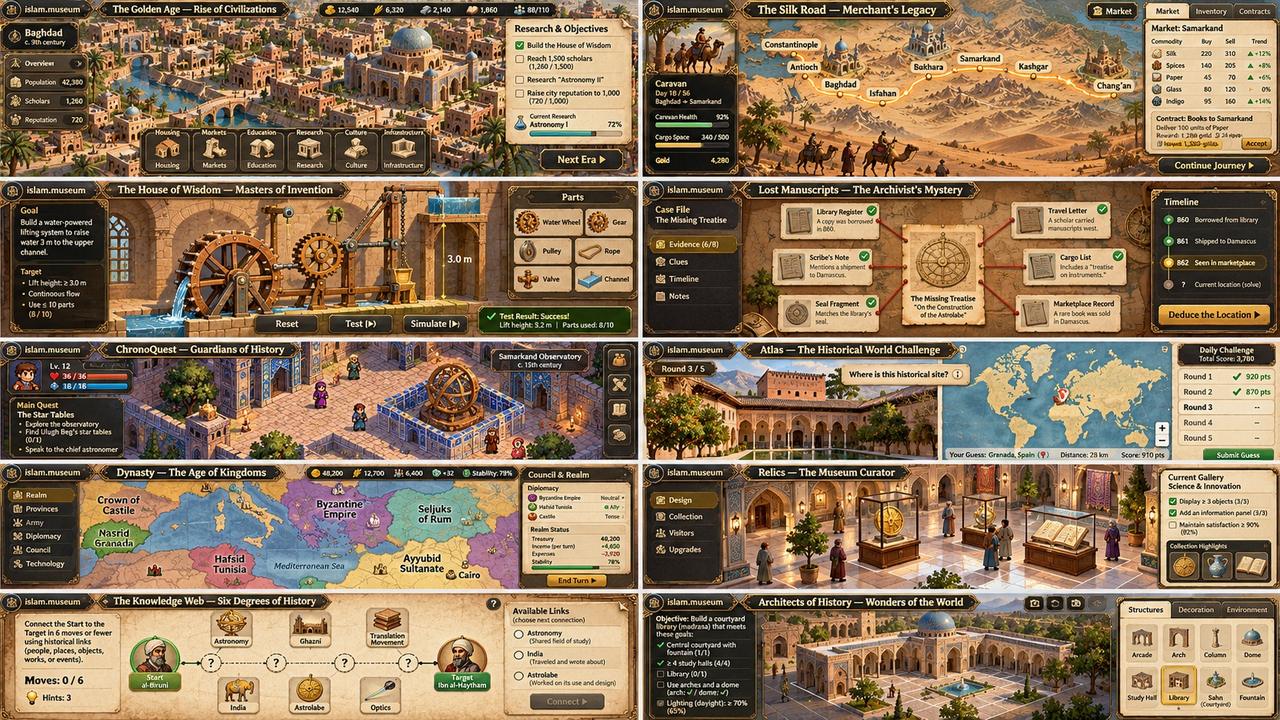 islam.museum
The Golden Age — Rise of Civilizations
12,540
6,320
2,140
1,860
88/110
Baghdad
c. 9th century
Overview
Population 42,380
Scholars 1,260
Reputation 720
Housing
Markets
Education
Research
Culture
Infrastructure
Housing
Markets
Education
Research
Culture
Infrastructure
Research & Objectives
Build the House of Wisdom
Reach 1,500 scholars
(1,260 / 1,500)
Research "Astronomy II"
Raise city reputation to 1,000
(720 / 1,000)
Current Research
Astronomy I 72%
Next Era
islam.museum
The Silk Road — Merchant's Legacy
Market
Caravan
Day 18 / 56
Baghdad → Samarkand
Caravan Health 92%
Cargo Space 340 / 500
Gold 4,280
Constantinople
Antioch
Baghdad
Isfahan
Bukhara
Samarkand
Kashgar
Chang'an
Market Inventory Contracts
Market: Samarkand
Commodity Buy Sell Trend
Silk 220 310 ▲ +12%
Spices 135 205 ▲ +8%
Paper 45 70 ▲ +6%
Glass 80 120 0%
Indigo 95 160 ▲ +14%
Contract: Books to Samarkand
Deliver 100 units of Paper
Accept
Continue Journey
islam.museum
The House of Wisdom — Masters of Invention
Goal
Build a water-powered
lifting system to raise
water 3 m to the upper
channel.
Target
• Lift height: ≥ 3.0 m
• Continuous flow
• Use ≤ 10 parts
(8 / 10)
3.0 m
Reset
Test
Simulate
Parts
Water Wheel
Gear
Pulley
Rope
Valve
Channel
Test Result: Success!
Lift height: 3.2 m | Parts used: 8/10
islam.museum
Lost Manuscripts — The Archivist's Mystery
Case File
The Missing Treatise
Evidence (6/8)
Clues
Timeline
Notes
Library Register
A copy was borrowed
in 860.
Scribe's Note
Mentions a shipment
to Damascus.
Seal Fragment
Matches the library's
seal.
The Missing Treatise
"On the Construction
of the Astrolabe"
Travel Letter
A scholar carried
manuscripts west.
Cargo List
Includes a "treatise
on instruments."
Marketplace Record
A rare book was sold
in Damascus.
Timeline
860 Borrowed from library
861 Shipped to Damascus
862 Seen in marketplace
? Current location (solve)
Deduce the Location
islam.museum
ChronoQuest — Guardians of History
Lv. 12
36 / 36
18 / 18
Main Quest
The Star Tables
• Explore the observatory
• Find Ulugh Beg's star tables
(0/1)
• Speak to the chief astronomer
Samarkand Observatory
c. 15th century
islam.museum
Atlas — The Historical World Challenge
Round 3 / 5
Where is this historical site?
+
−
Your Guess: Granada, Spain Distance: 28 km Score: 910 pts
Daily Challenge
Total Score: 3,780
Round 1 920 pts
Round 2 870 pts
Round 3 --
Round 4 --
Round 5 --
Submit Guess
islam.museum
Dynasty — The Age of Kingdoms
48,200
12,700
6,400
+32
Stability: 78%
Realm
Provinces
Army
Diplomacy
Council
Technology
Crown of
Castile
Nasrid
Granada
Hafsid
Tunisia
Byzantine
Empire
Seljuks
of Rum
Mediterranean Sea
Ayyubid
Sultanate
Cairo
Council & Realm
Diplomacy
Byzantine Empire Neutral
Hafsid Tunisia Ally
Castile Tense
Realm Status
Treasury 48,200
Income (per turn) +4,650
Expenses -3,920
Stability 78%
End Turn
islam.museum
Relics — The Museum Curator
Design
Collection
Visitors
Upgrades
Current Gallery
Science & Innovation
Display ≥ 3 objects (3/3)
Add an information panel (3/3)
Maintain satisfaction ≥ 90%
(92%)
Collection Highlights
islam.museum
The Knowledge Web — Six Degrees of History
?
Connect the Start to the
Target in 6 moves or fewer
using historical links
(people, places, objects,
works, or events).
Moves: 0 / 6
Hints: 3
Start
al-Biruni
Astronomy
Ghazni
Translation
Movement
? ? ? ?
India
Astrolabe
Optics
Target
Ibn al-Haytham
Available Links
(choose next connection)
Astronomy
(Shared field of study)
India
(Traveled and wrote about)
Astrolabe
(Worked on its use and design)
Connect
islam.museum
Architects of History — Wonders of the World
Objective: Build a courtyard
library (madrasa) that meets
these goals:
Central courtyard with
fountain (1/1)
≥ 4 study halls (4/4)
Library (0/1)
Use arches and a dome
(arch: ✓ / dome: ✓)
Lighting (daylight): ≥ 70%
(65%)
Structures Decoration Environment
Arcade
Arch
Column
Dome
Study Hall
Library
Sahn
(Courtyard)
Fountain